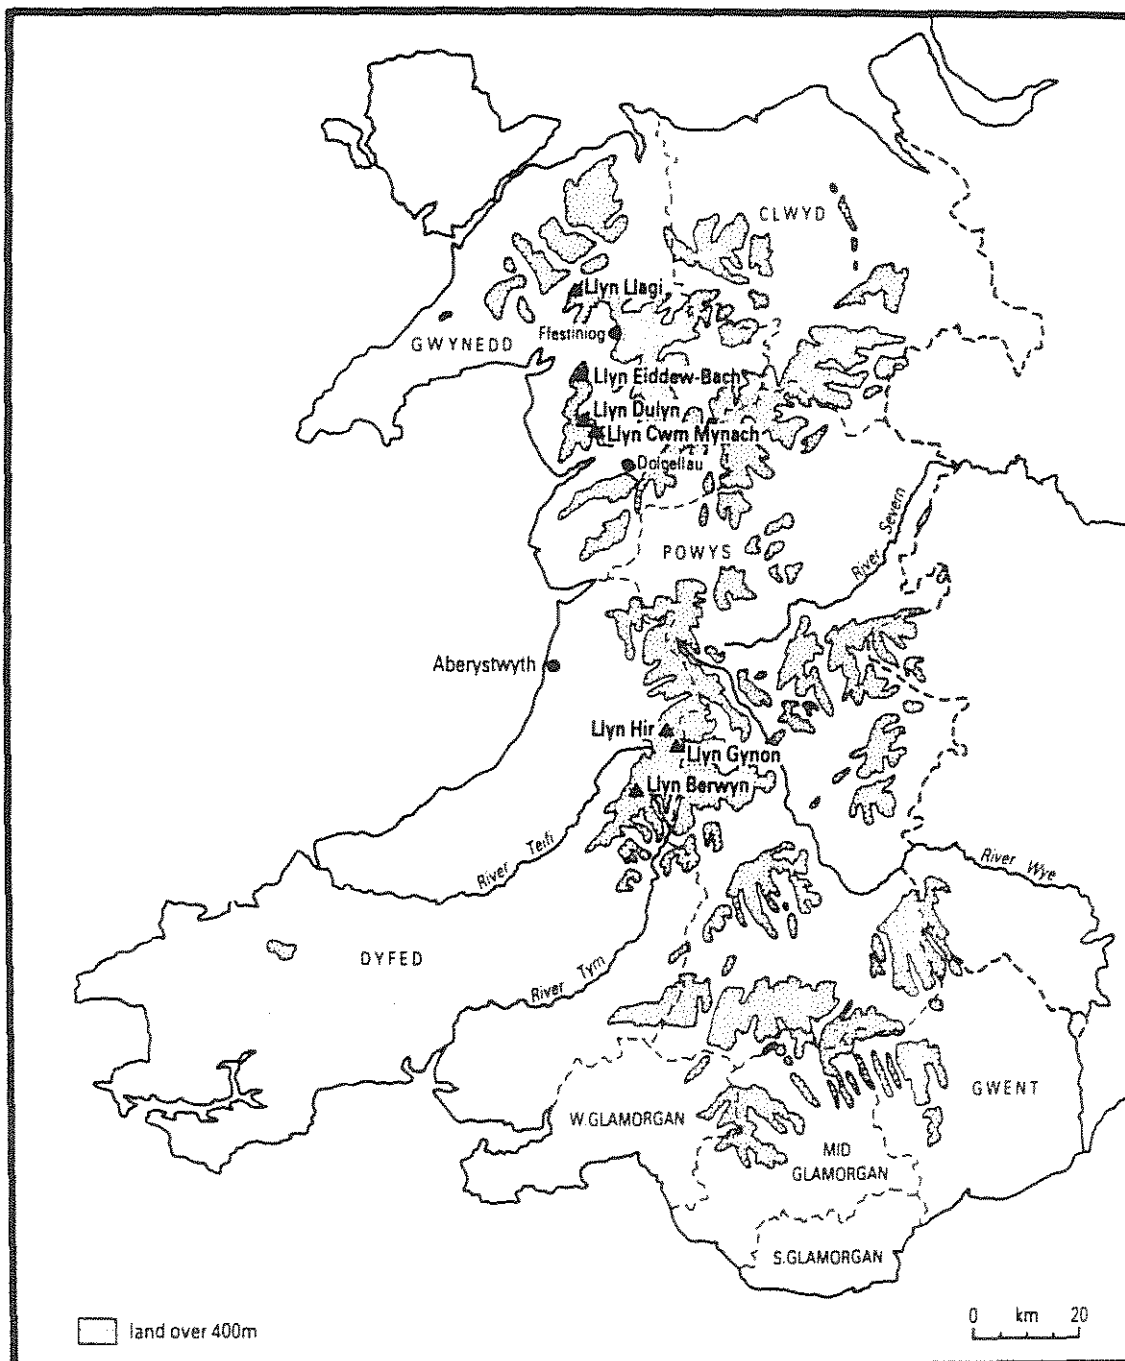 CLWYD
Llyn Llagi
Ffestiniog
GWYNEDD
Llyn Eiddew-Bach
Llyn Dulyn
Llyn Cwm Mynach
Dolgellau
River Severn
POWYS
Aberystwyth
Llyn Hir
Llyn Gynon
Llyn Berwyn
River Teifi
River Wye
DYFED
River Tym
GWENT
W.GLAMORGAN
MID
GLAMORGAN
S.GLAMORGAN
land over 400m
0 km 20